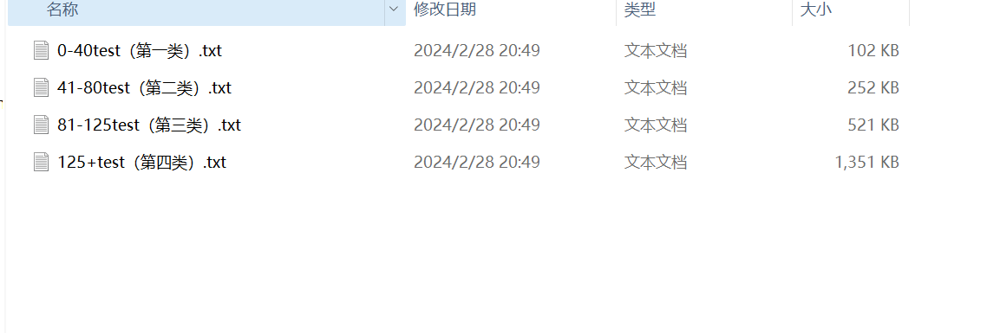 名称 修改日期 类型 大小
0-40test（第一类）.txt 2024/2/28 20:49 文本文档 102 KB
41-80test（第二类）.txt 2024/2/28 20:49 文本文档 252 KB
81-125test（第三类）.txt 2024/2/28 20:49 文本文档 521 KB
125+test（第四类）.txt 2024/2/28 20:49 文本文档 1,351 KB